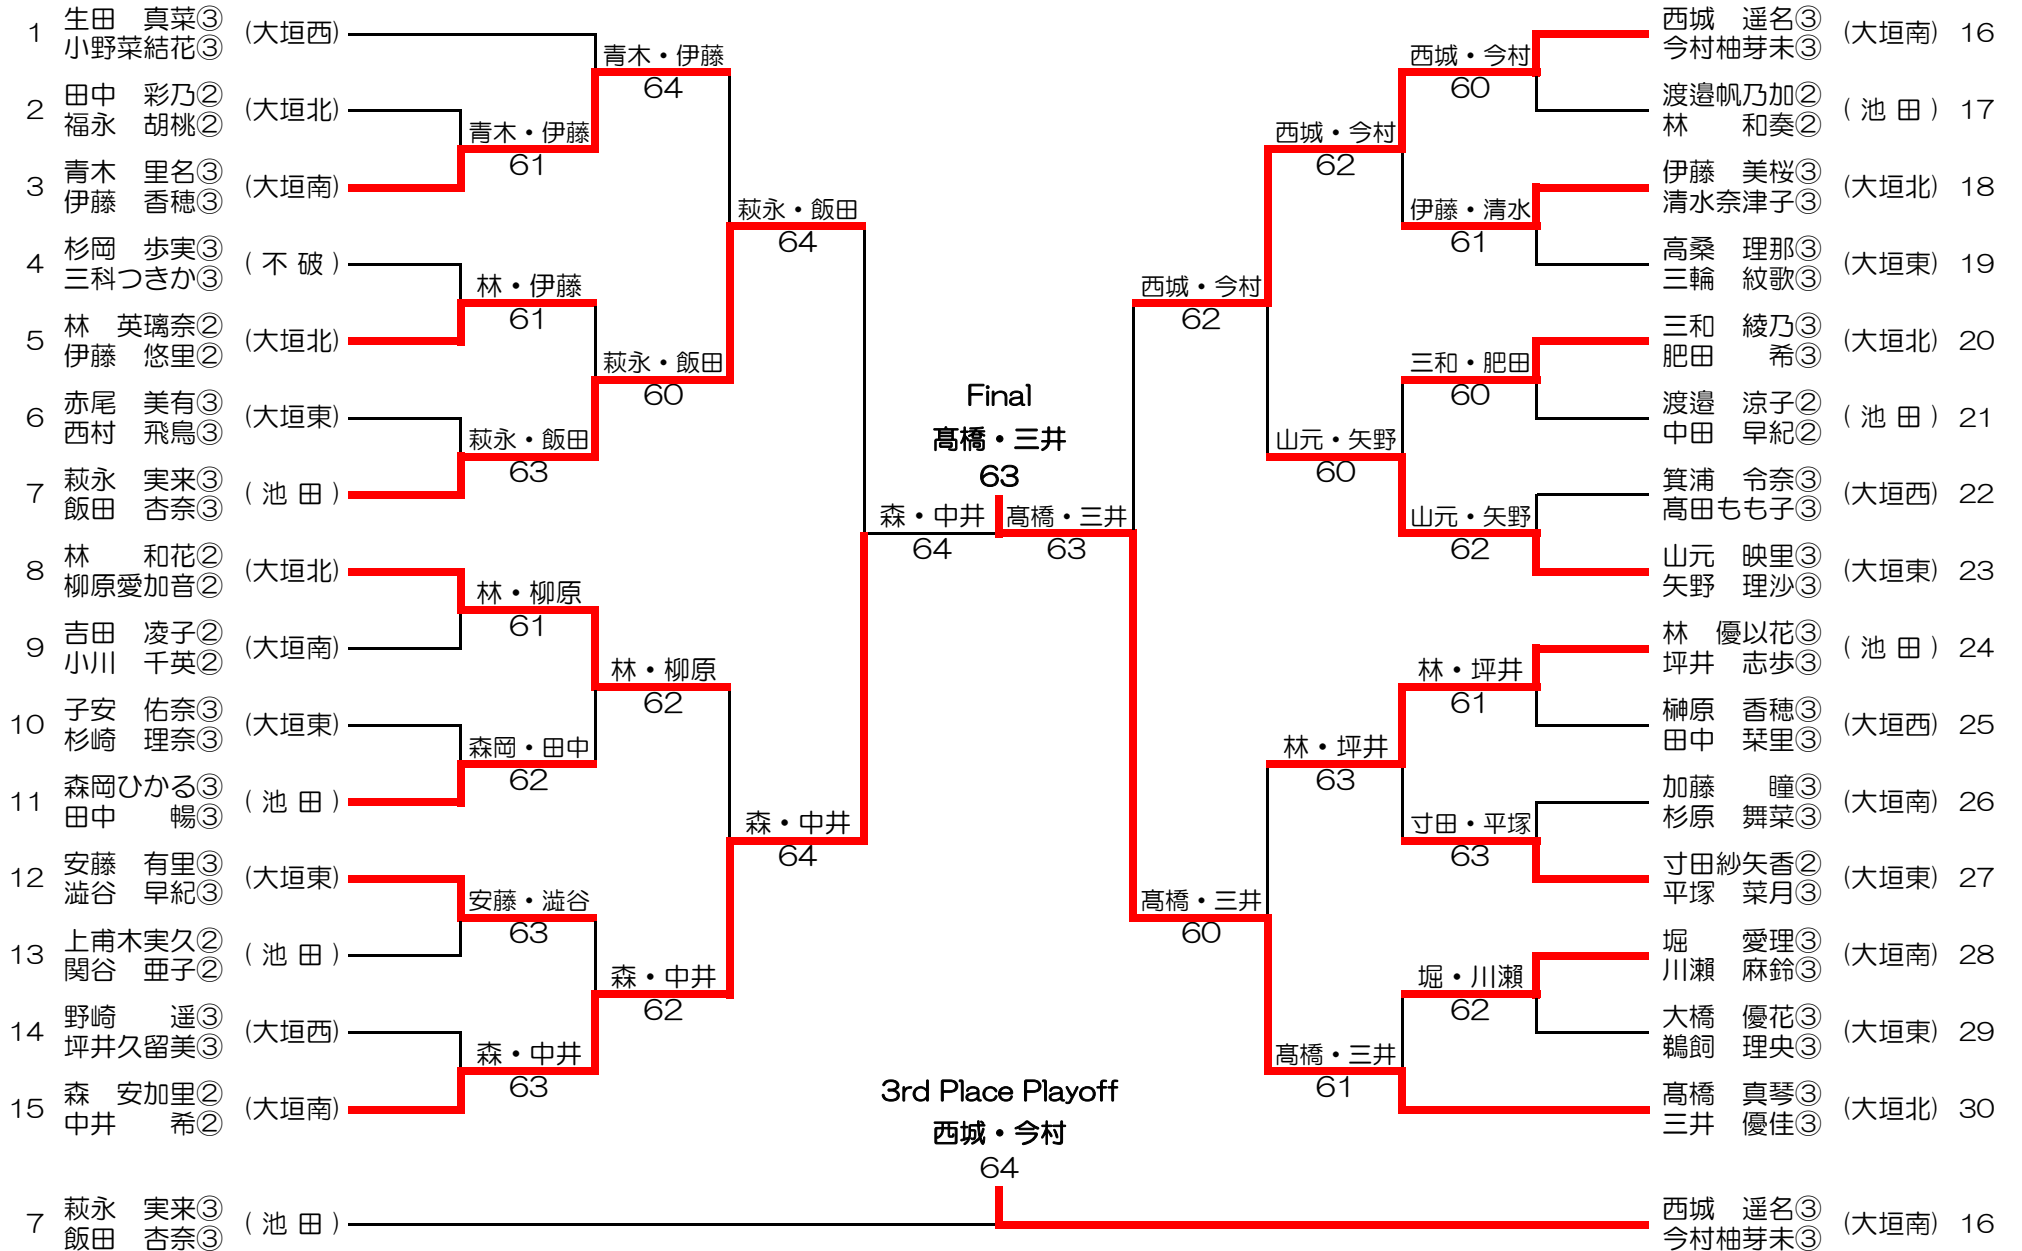 1 生田　真菜③ (大垣西)
小野菜結花③
2 田中　彩乃② (大垣北)
福永　胡桃②
3 青木　里名③ (大垣南)
伊藤　香穂③
4 杉岡　歩実③ (不破)
三科つきか③
5 林　英璃奈② (大垣北)
伊藤　悠里②
6 赤尾　美有③ (大垣東)
西村　飛鳥③
7 萩永　実来③ (池田)
飯田　杏奈③
8 林　　和花② (大垣北)
柳原愛加音②
9 吉田　凌子② (大垣南)
小川　千英②
10 子安　佑奈③ (大垣東)
杉崎　理奈③
11 森岡ひかる③ (池田)
田中　　暢③
12 安藤　有里③ (大垣東)
澁谷　早紀③
13 上甫木実久② (池田)
関谷　亜子②
14 野崎　　遥③ (大垣西)
坪井久留美③
15 森　安加里② (大垣南)
中井　　希②
青木・伊藤
61
林・伊藤
61
萩永・飯田
63
林・柳原
61
森岡・田中
62
安藤・澁谷
63
森・中井
63
青木・伊藤
64
萩永・飯田
60
林・柳原
62
森・中井
62
萩永・飯田
64
森・中井
64
森・中井
64
Final
髙橋・三井
63
髙橋・三井
63
西城・今村
62
髙橋・三井
60
西城・今村
62
山元・矢野
60
林・坪井
63
髙橋・三井
61
西城・今村
60
伊藤・清水
61
三和・肥田
60
山元・矢野
62
林・坪井
61
寸田・平塚
63
堀・川瀬
62
西城　遥名③ (大垣南) 16
今村柚芽未③
渡邉帆乃加② (池田) 17
林　　和奏②
伊藤　美桜③ (大垣北) 18
清水奈津子③
高桑　理那③ (大垣東) 19
三輪　紋歌③
三和　綾乃③ (大垣北) 20
肥田　　希③
渡邉　涼子② (池田) 21
中田　早紀②
箕浦　令奈③ (大垣西) 22
髙田もも子③
山元　映里③ (大垣東) 23
矢野　理沙③
林　優以花③ (池田) 24
坪井　志歩③
榊原　香穂③ (大垣西) 25
田中　栞里③
加藤　　瞳③ (大垣南) 26
杉原　舞菜③
寸田紗矢香② (大垣東) 27
平塚　菜月③
堀　　愛理③ (大垣南) 28
川瀬　麻鈴③
大橋　優花③ (大垣東) 29
鵜飼　理央③
髙橋　真琴③ (大垣北) 30
三井　優佳③
3rd Place Playoff
西城・今村
64
7 萩永　実来③ (池田)
飯田　杏奈③
西城　遥名③ (大垣南) 16
今村柚芽未③